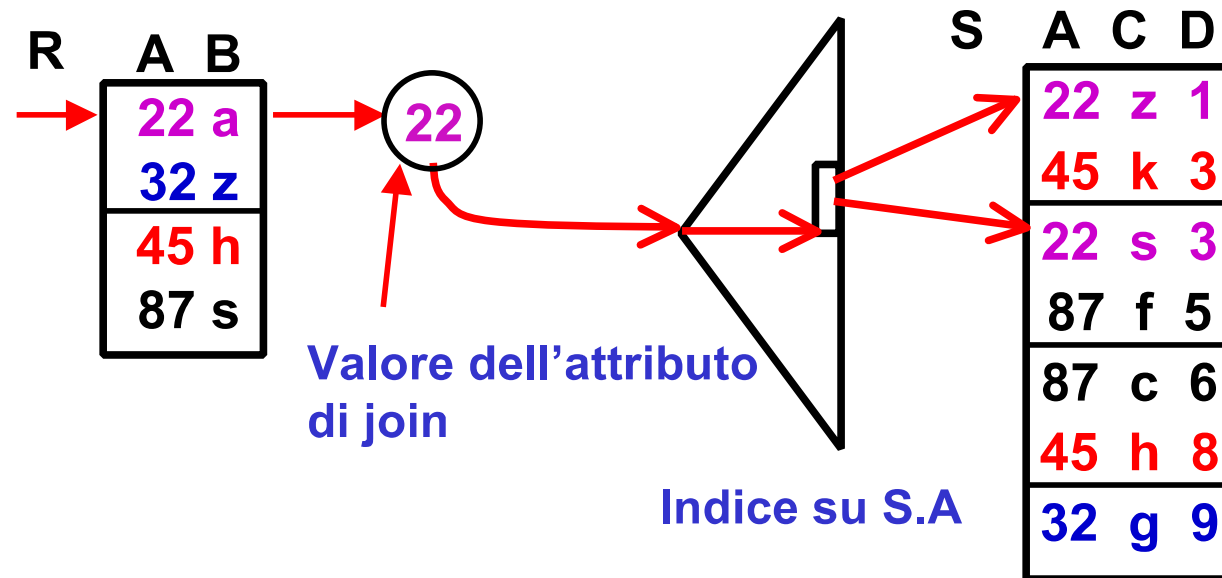 R A B
22 a
32 z
45 h
87 s
22
Valore dell'attributo
di join
Indice su S.A
S A C D
22 z 1
45 k 3
22 s 3
87 f 5
87 c 6
45 h 8
32 g 9